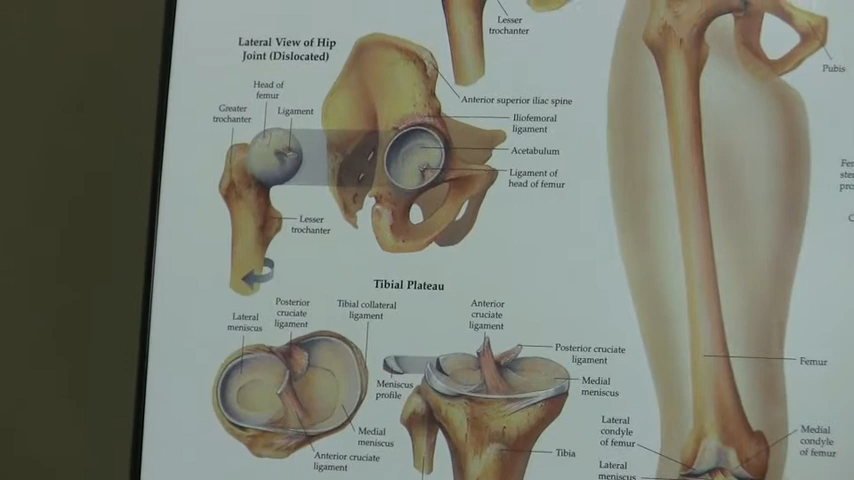 Lesser
trochanter
Pubis
Lateral View of Hip
Joint (Dislocated)
Head of
femur
Greater
trochanter
Ligament
Anterior superior iliac spine
Iliofemoral
ligament
Acetabulum
Ligament of
head of femur
Lesser
trochanter
Tibial Plateau
Lateral
meniscus
Posterior
cruciate
ligament
Tibial collateral
ligament
Anterior
cruciate
ligament
Posterior cruciate
ligament
Meniscus
profile
Medial
meniscus
Medial
meniscus
Anterior cruciate
ligament
Tibia
Femur
Lateral
condyle
of femur
Medial
condyle
of femur
Lateral
meniscus